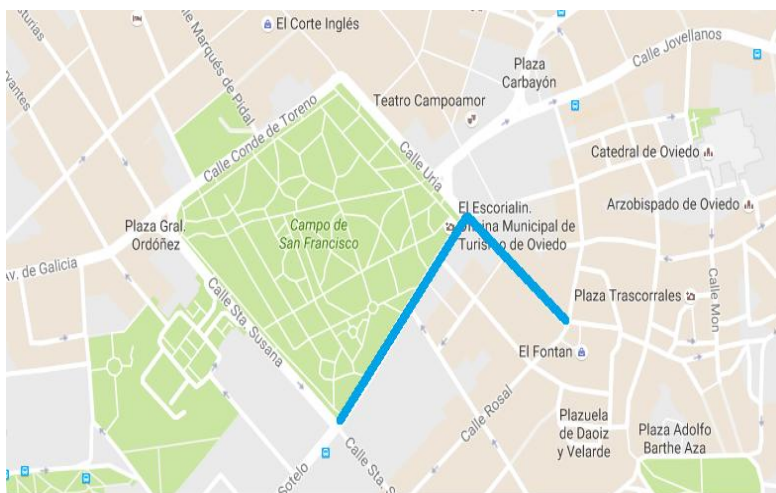 El Corte Inglés
Calle Jovellanos
Plaza
Carbayón
Teatro Campoamor
Calle Marqués de Pidal
Calle Conde de Toreno
Calle Uría
Catedral de Oviedo
Arzobispado de Oviedo
El Escorialin.
Oficina Municipal de
Turismo de Oviedo
Campo de
San Francisco
Plaza Gral.
Ordóñez
Av. de Galicia
Calle Sta. Susana
Calle Mon
Plaza Trascorrales
El Fontan
Calle Rosal
Plazuela
de Daoiz
y Velarde
Plaza Adolfo
Barthe Aza
Sotelo
Calle Sta. S